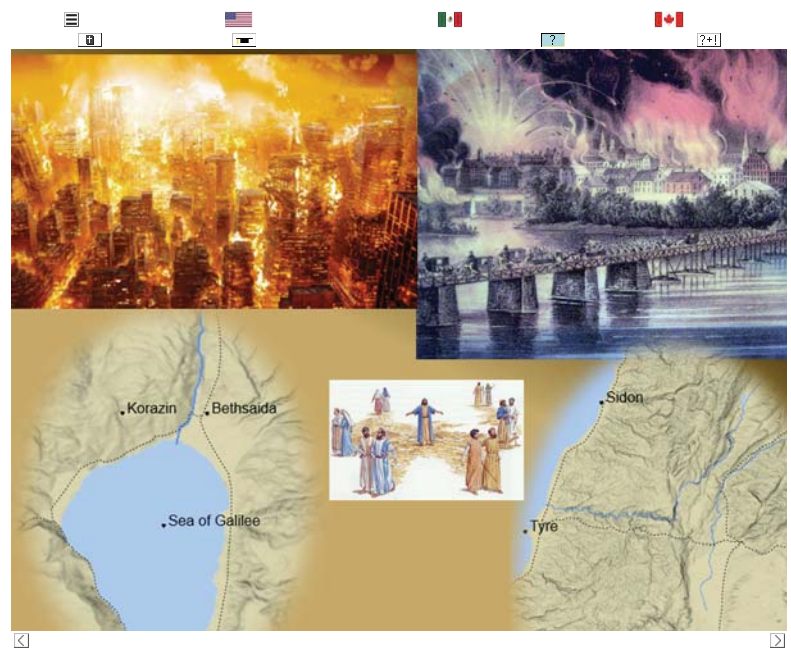 ?
?+!
Korazin
Bethsaida
Sidon
Sea of Galilee
Tyre